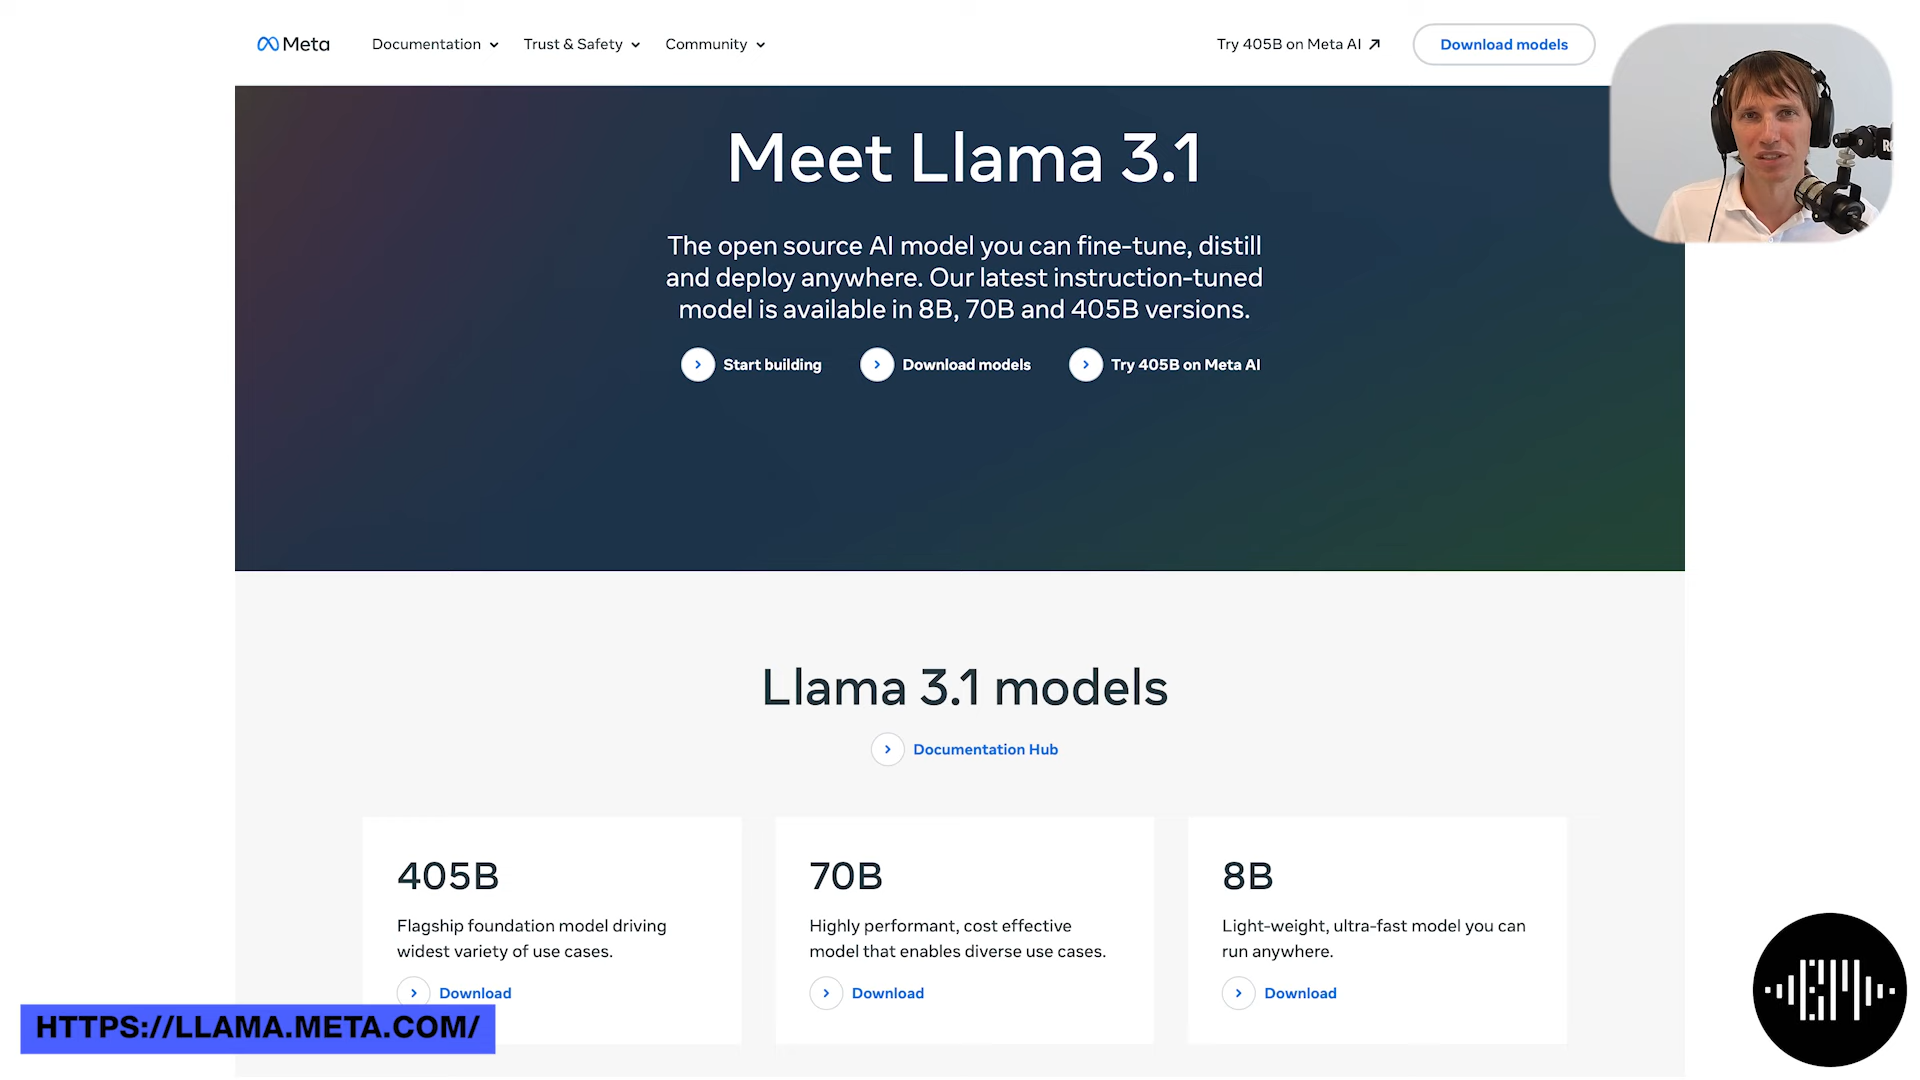 Meta
Documentation
Trust & Safety
Community
Try 405B on Meta AI
Download models
Meet Llama 3.1
The open source AI model you can fine-tune, distill
and deploy anywhere. Our latest instruction-tuned
model is available in 8B, 70B and 405B versions.
Start building
Download models
Try 405B on Meta AI
Llama 3.1 models
Documentation Hub
405B
Flagship foundation model driving
widest variety of use cases.
Download
70B
Highly performant, cost effective
model that enables diverse use cases.
Download
8B
Light-weight, ultra-fast model you can
run anywhere.
Download
HTTPS://LLAMA.META.COM/